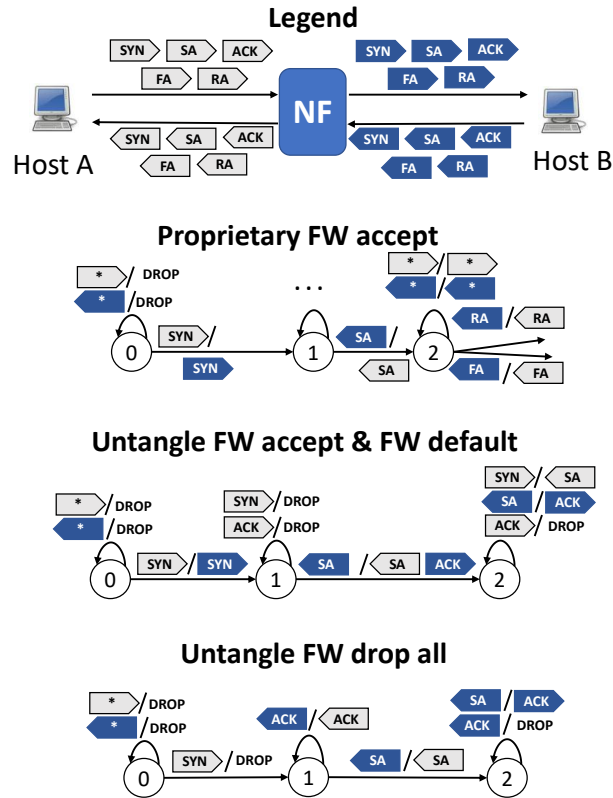 Legend
SYN SA ACK SYN SA ACK
FA RA FA RA
NF
SYN SA ACK SYN SA ACK
Host A Host B
FA RA FA RA
Proprietary FW accept
* / DROP * / *
* / DROP ... * / *
SYN / SA / RA / RA
0 1 2
SYN SA FA / FA
Untangle FW accept & FW default
SYN / SA
* / DROP SYN / DROP SA / ACK
* / DROP ACK / DROP ACK / DROP
SYN / SYN SA / SA ACK
0 1 2
Untangle FW drop all
* / DROP SA / ACK
* / DROP ACK / ACK ACK / DROP
SYN / DROP SA / SA
0 1 2